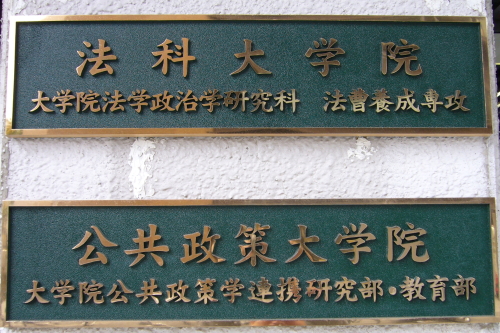 法科大学院
大学院法学政治学研究科　法曹養成専攻
公共政策大学院
大学院公共政策学連携研究部・教育部